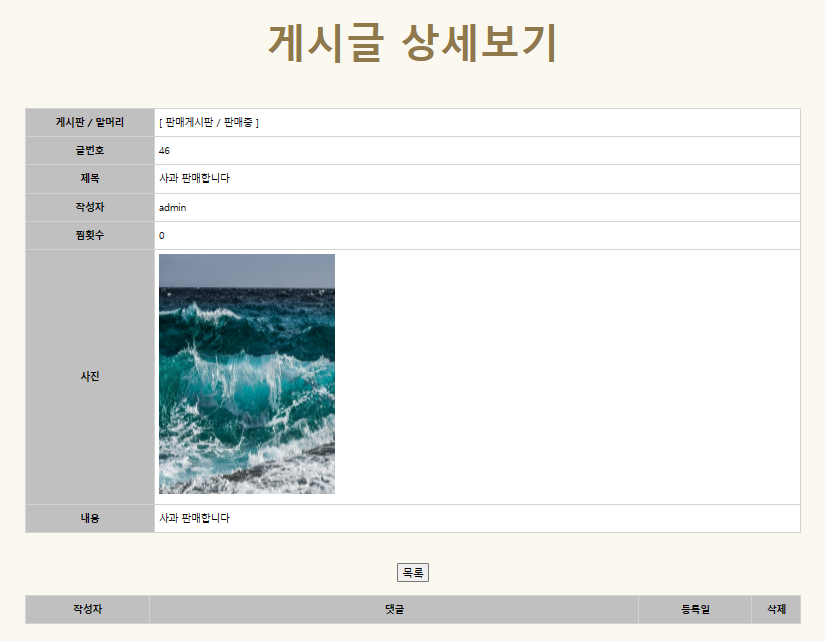 게시글 상세보기
게시판 / 말머리 [ 판매게시판 / 판매중 ]
글번호 46
제목 사과 판매합니다
작성자 admin
찜횟수 0
사진
내용 사과 판매합니다
목록
작성자 댓글 등록일 삭제